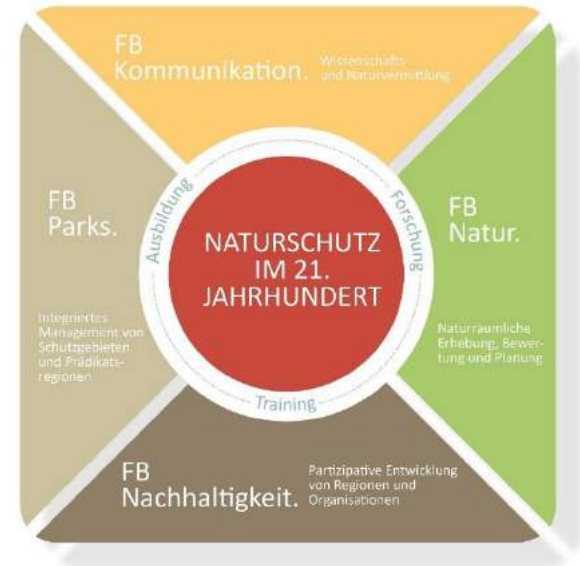 FB
Kommunikation.
Wissenschafts-
und Naturvermittlung
FB
Parks.
Integriertes
Management von
Schutzgebieten
und Prädikats-
regionen
Ausbildung
Forschung
Training
NATURSCHUTZ
IM 21.
JAHRHUNDERT
FB
Natur.
Naturräumliche
Erhebung, Bewer-
tung und Planung
FB
Nachhaltigkeit.
Partizipative Entwicklung
von Regionen und
Organisationen